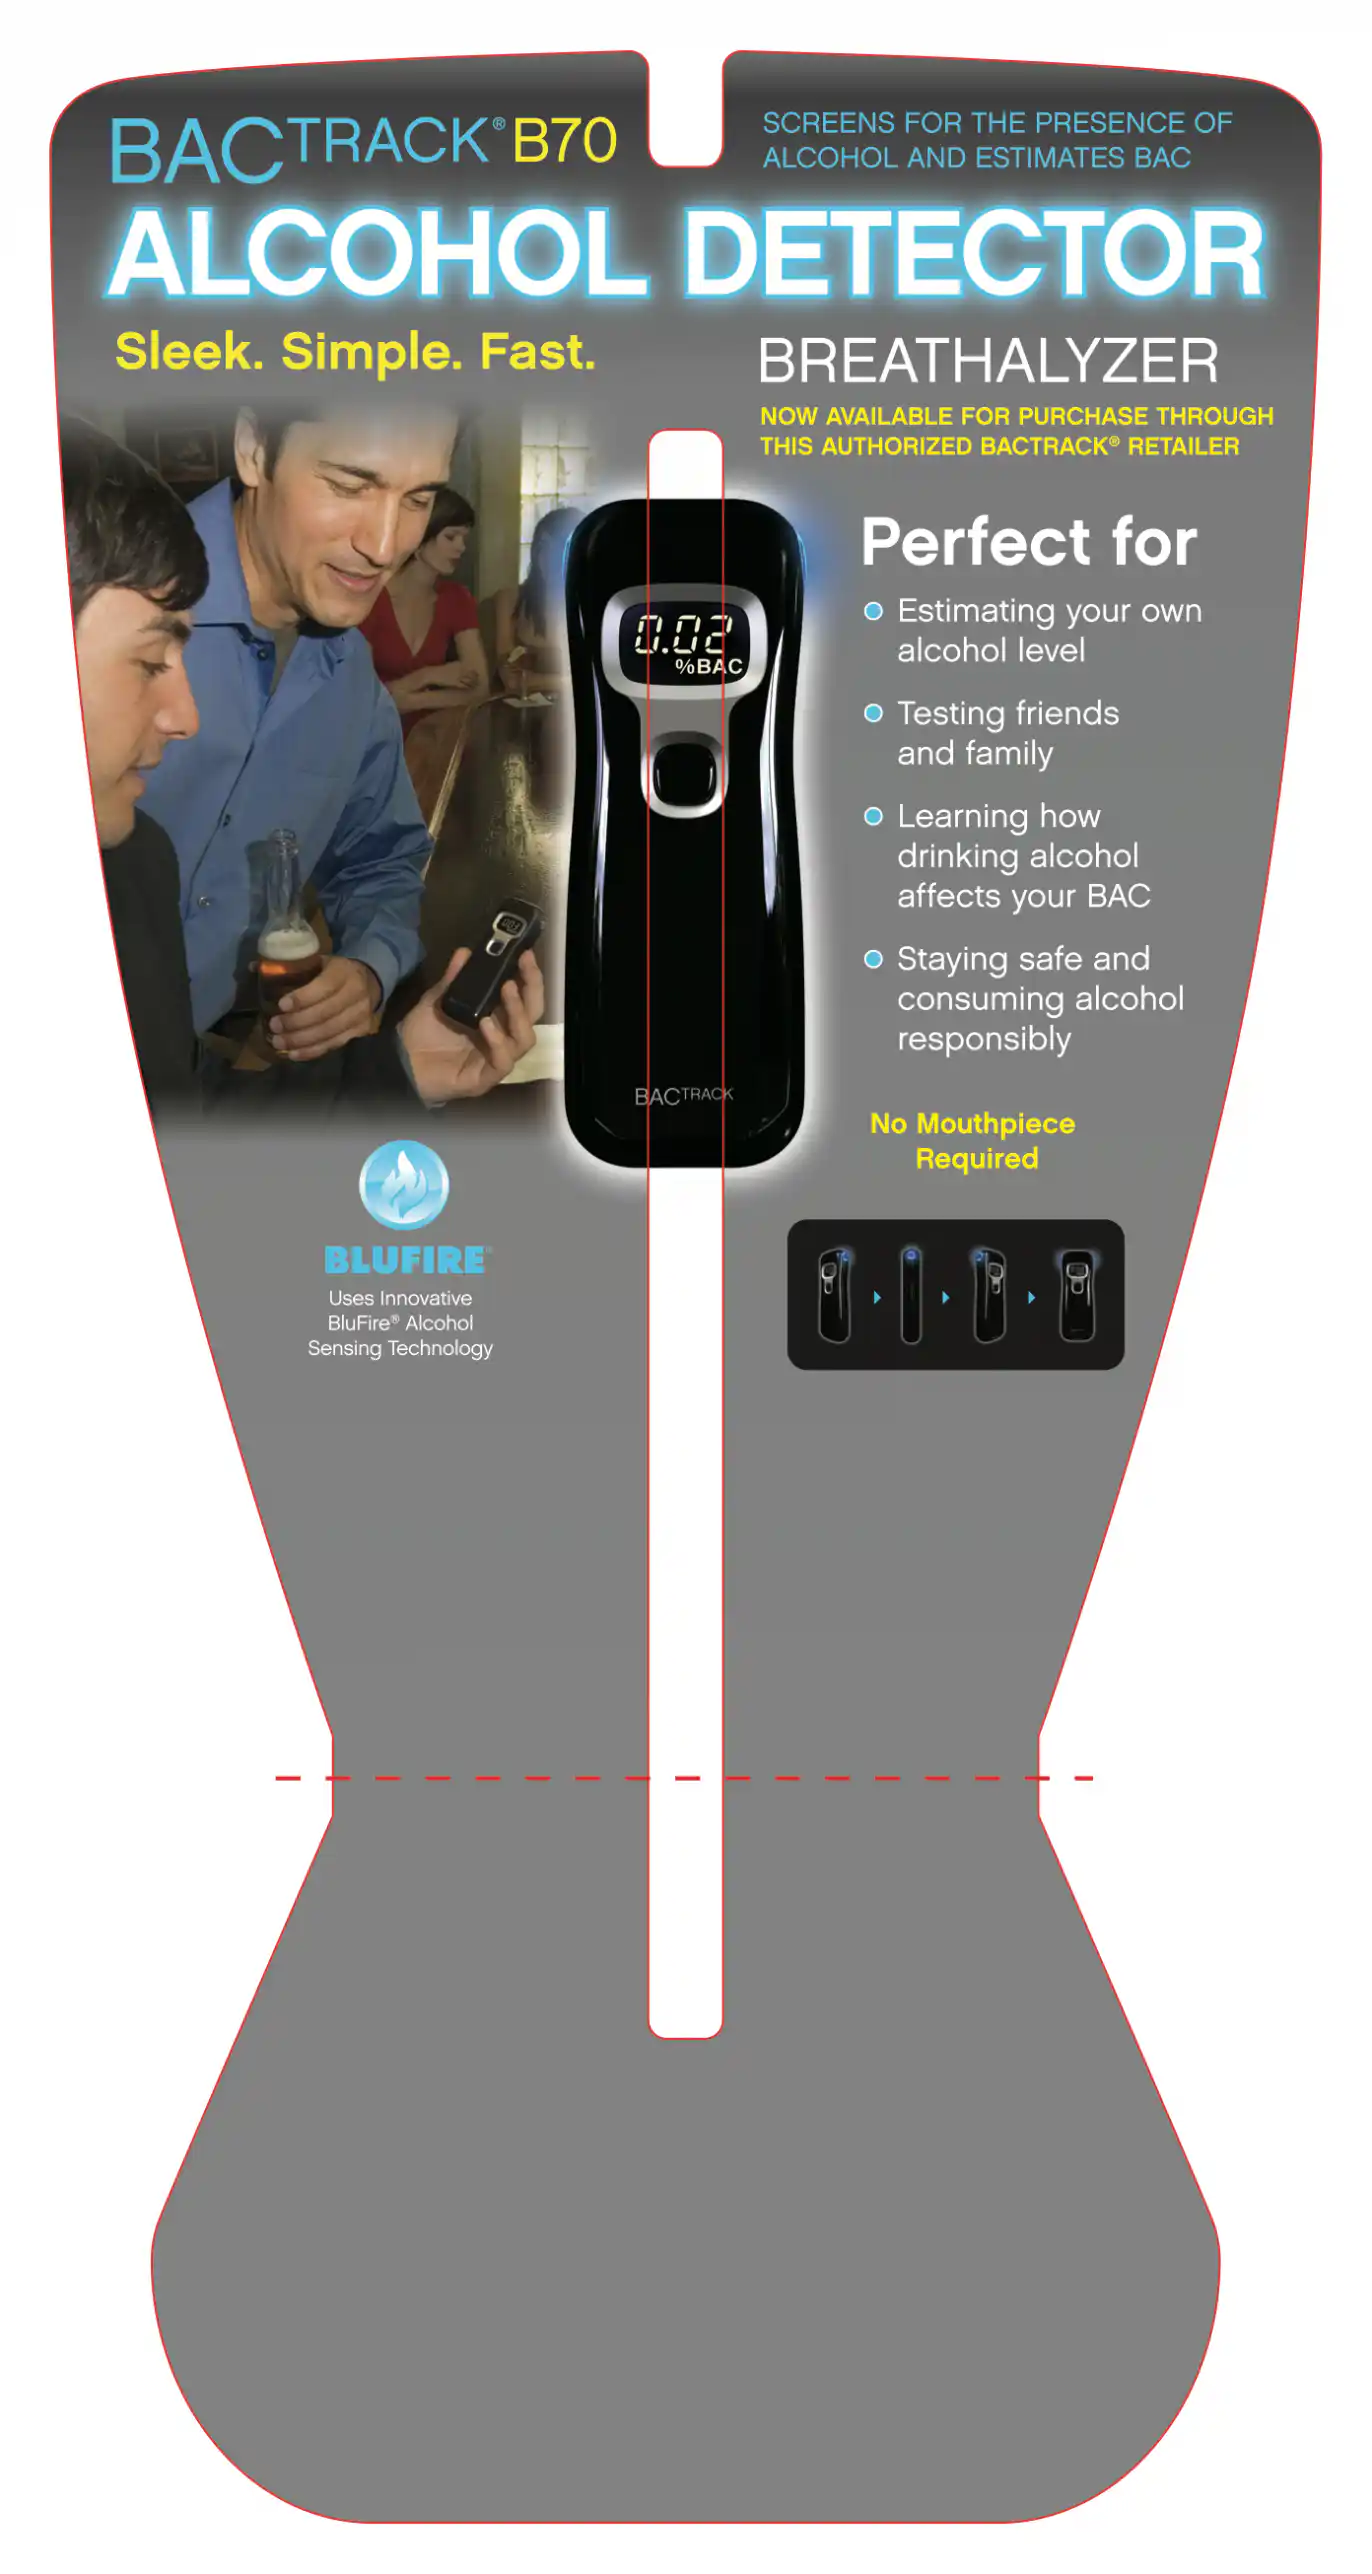 BACTRACK® B70
SCREENS FOR THE PRESENCE OF
ALCOHOL AND ESTIMATES BAC
ALCOHOL DETECTOR
Sleek. Simple. Fast.
BREATHALYZER
NOW AVAILABLE FOR PURCHASE THROUGH
THIS AUTHORIZED BACTRACK® RETAILER
0.02
%BAC
BACTRACK
Perfect for
Estimating your own
alcohol level
Testing friends
and family
Learning how
drinking alcohol
affects your BAC
Staying safe and
consuming alcohol
responsibly
No Mouthpiece
Required
BLUFIRE
Uses Innovative
BluFire® Alcohol
Sensing Technology